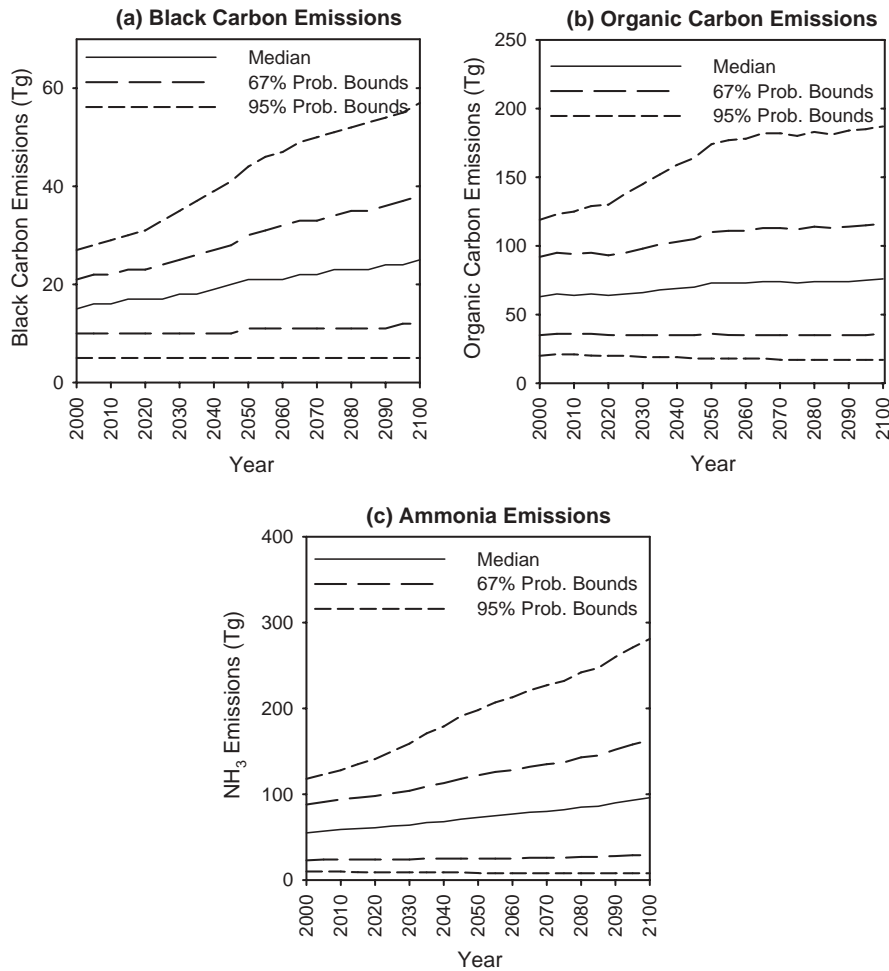 (a) Black Carbon Emissions
Black Carbon Emissions (Tg)
60
40
20
0
Median
67% Prob. Bounds
95% Prob. Bounds
2000 2010 2020 2030 2040 2050 2060 2070 2080 2090 2100
Year
(b) Organic Carbon Emissions
Organic Carbon Emissions (Tg)
250
200
150
100
50
0
Median
67% Prob. Bounds
95% Prob. Bounds
2000 2010 2020 2030 2040 2050 2060 2070 2080 2090 2100
Year
(c) Ammonia Emissions
NH₃ Emissions (Tg)
400
300
200
100
0
Median
67% Prob. Bounds
95% Prob. Bounds
2000 2010 2020 2030 2040 2050 2060 2070 2080 2090 2100
Year